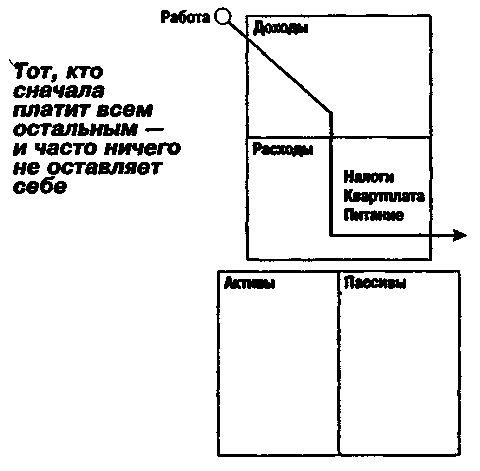 Работа
Доходы
Тот, кто
сначала
платит всем
остальным —
и часто ничего
не оставляет
себе
Расходы
Налоги
Квартплата
Питание
Активы
Пассивы